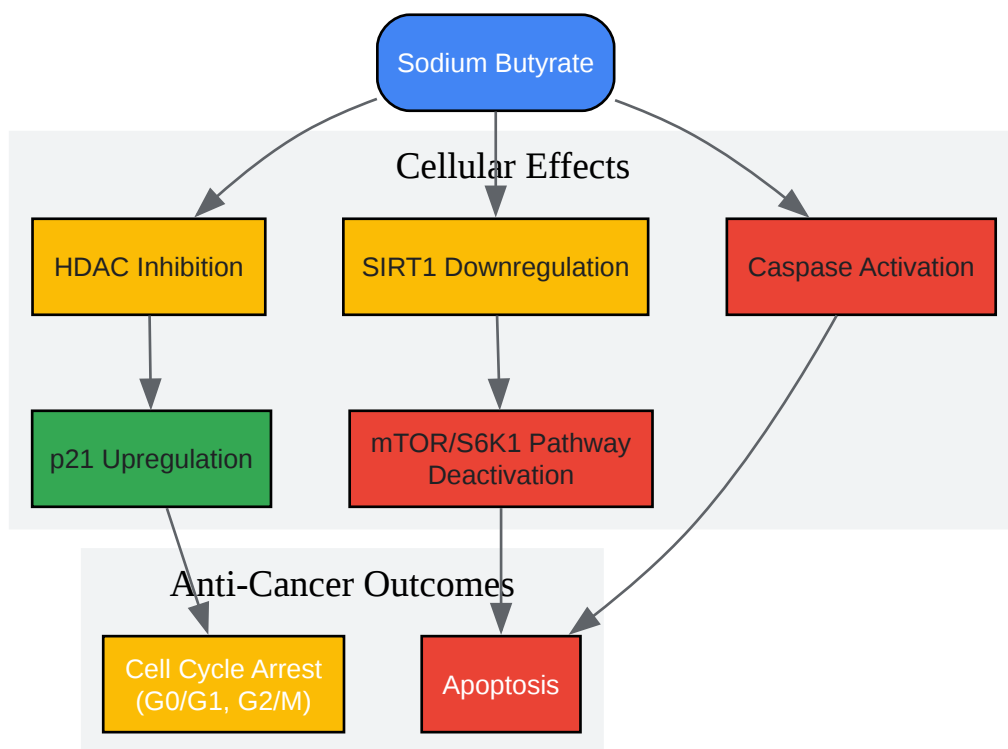 Sodium Butyrate
Cellular Effects
HDAC Inhibition
SIRT1 Downregulation
Caspase Activation
p21 Upregulation
mTOR/S6K1 Pathway
Deactivation
Anti-Cancer Outcomes
Cell Cycle Arrest
(G0/G1, G2/M)
Apoptosis